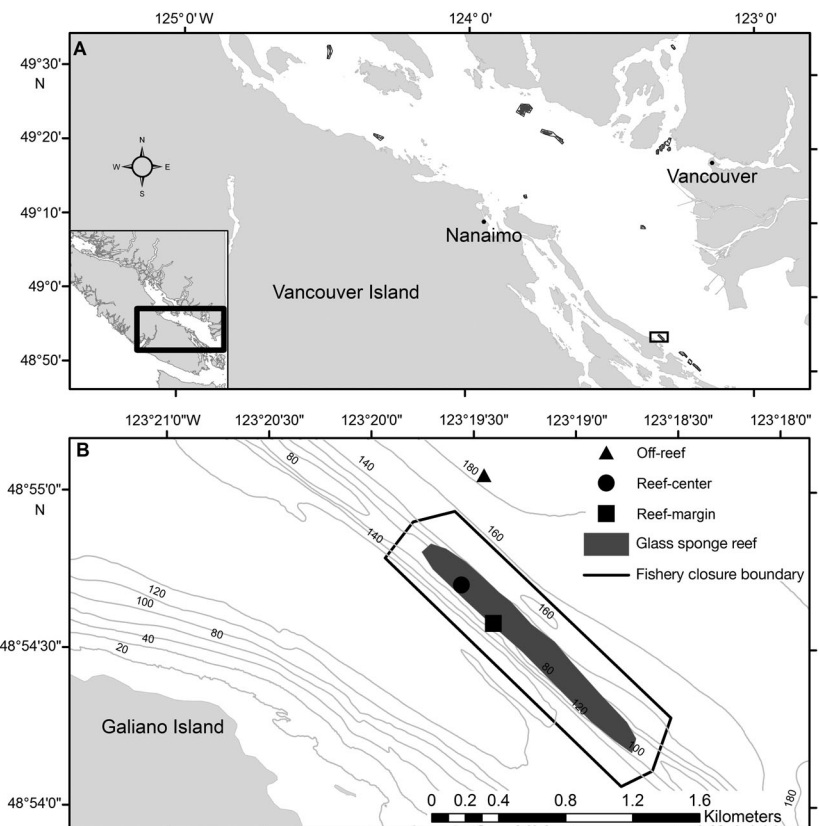 125°0'W 124°0' 123°0'
A
49°30'
N
49°20'
N
W E
S
Vancouver
49°10'
Nanaimo
49°0'
Vancouver Island
48°50'
123°21'0"W 123°20'30" 123°20'00" 123°19'30" 123°19'00" 123°18'30" 123°18'0"
B
80 140 180
Off-reef
48°55'0"
N
Reef-center
140 160
Reef-margin
Glass sponge reef
Fishery closure boundary
120
100
160
80
48°54'30"
40
20
80
120
100
Galiano Island
180
48°54'0"
0 0.2 0.4 0.8 1.2 1.6
Kilometers